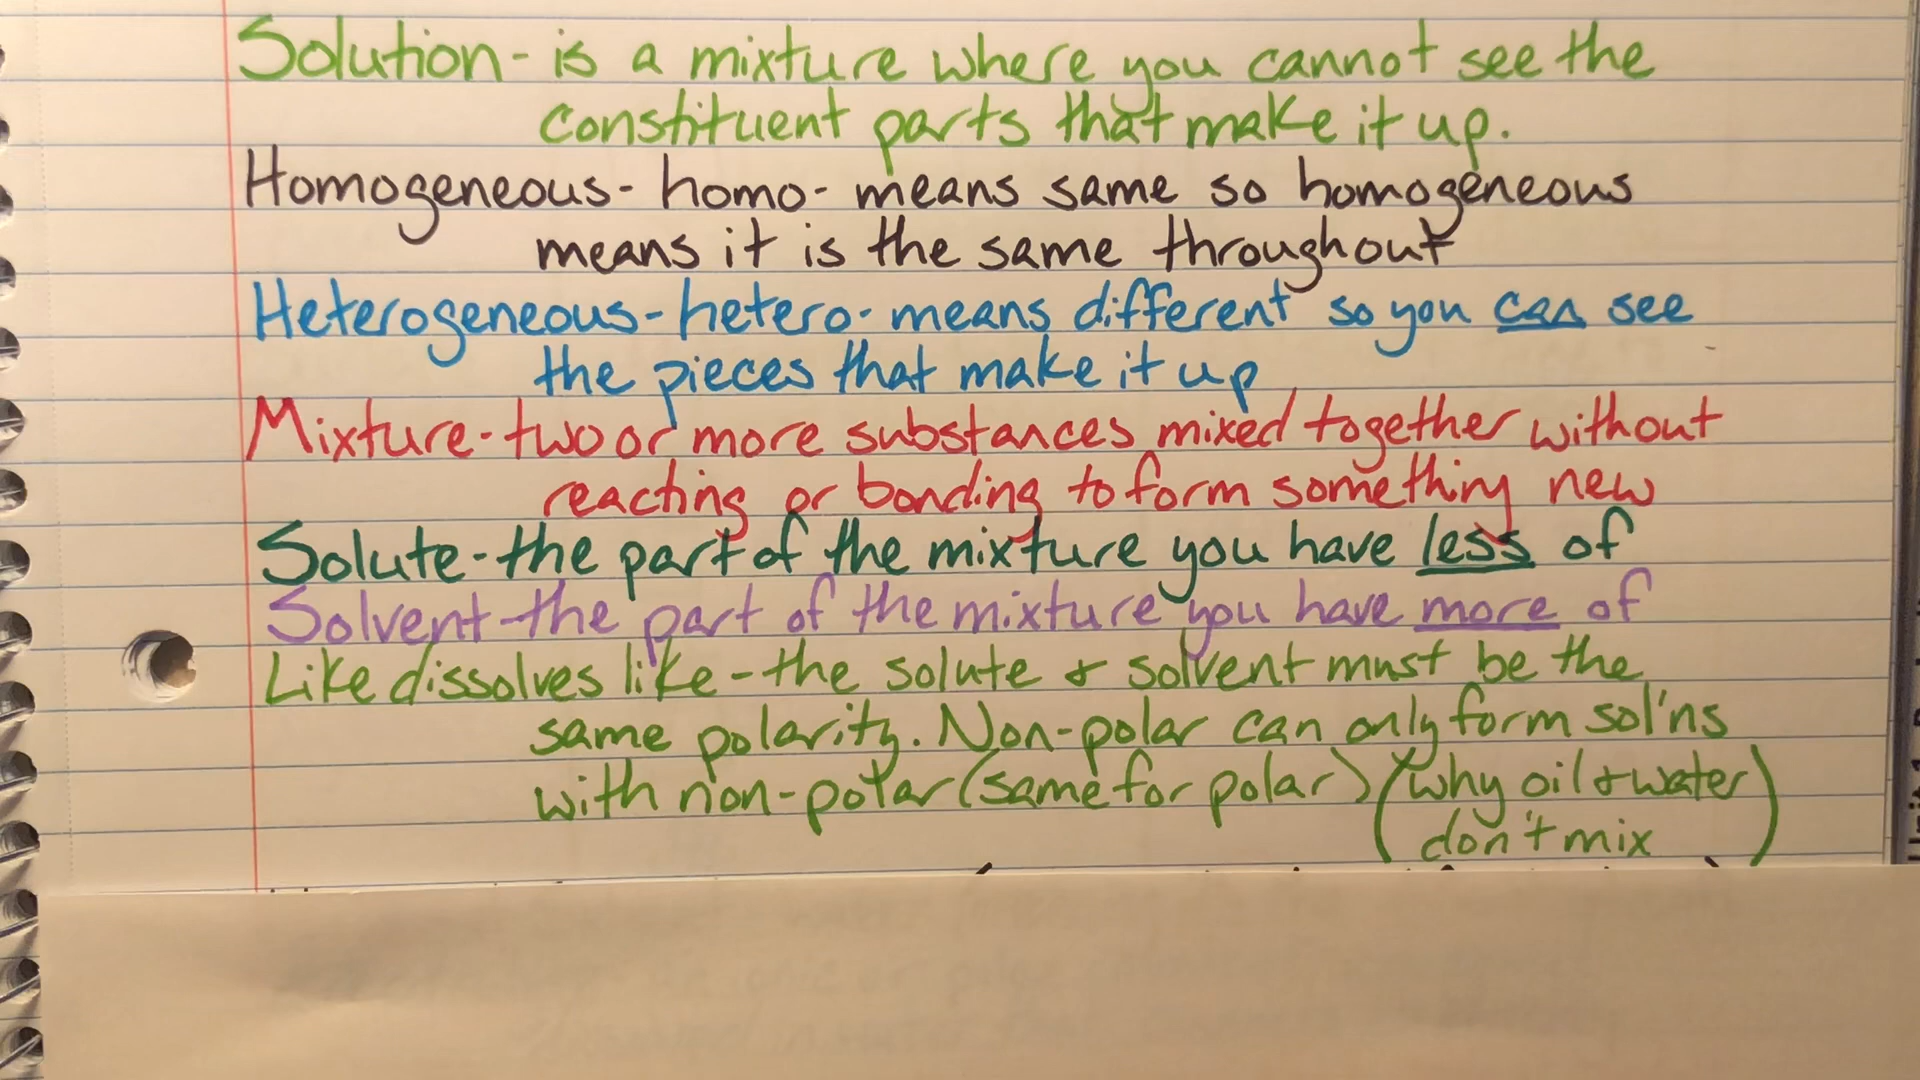 Solution - is a mixture where you cannot see the
constituent parts that make it up.
Homogeneous - homo - means same so homogeneous
means it is the same throughout
Heterogeneous - hetero - means different so you can see
the pieces that make it up
Mixture - two or more substances mixed together without
reacting or bonding to form something new
Solute - the part of the mixture you have less of
Solvent - the part of the mixture you have more of
Like dissolves like - the solute & solvent must be the
same polarity. Non-polar can only form sol'ns
with non-polar (same for polar) (why oil & water
don't mix)